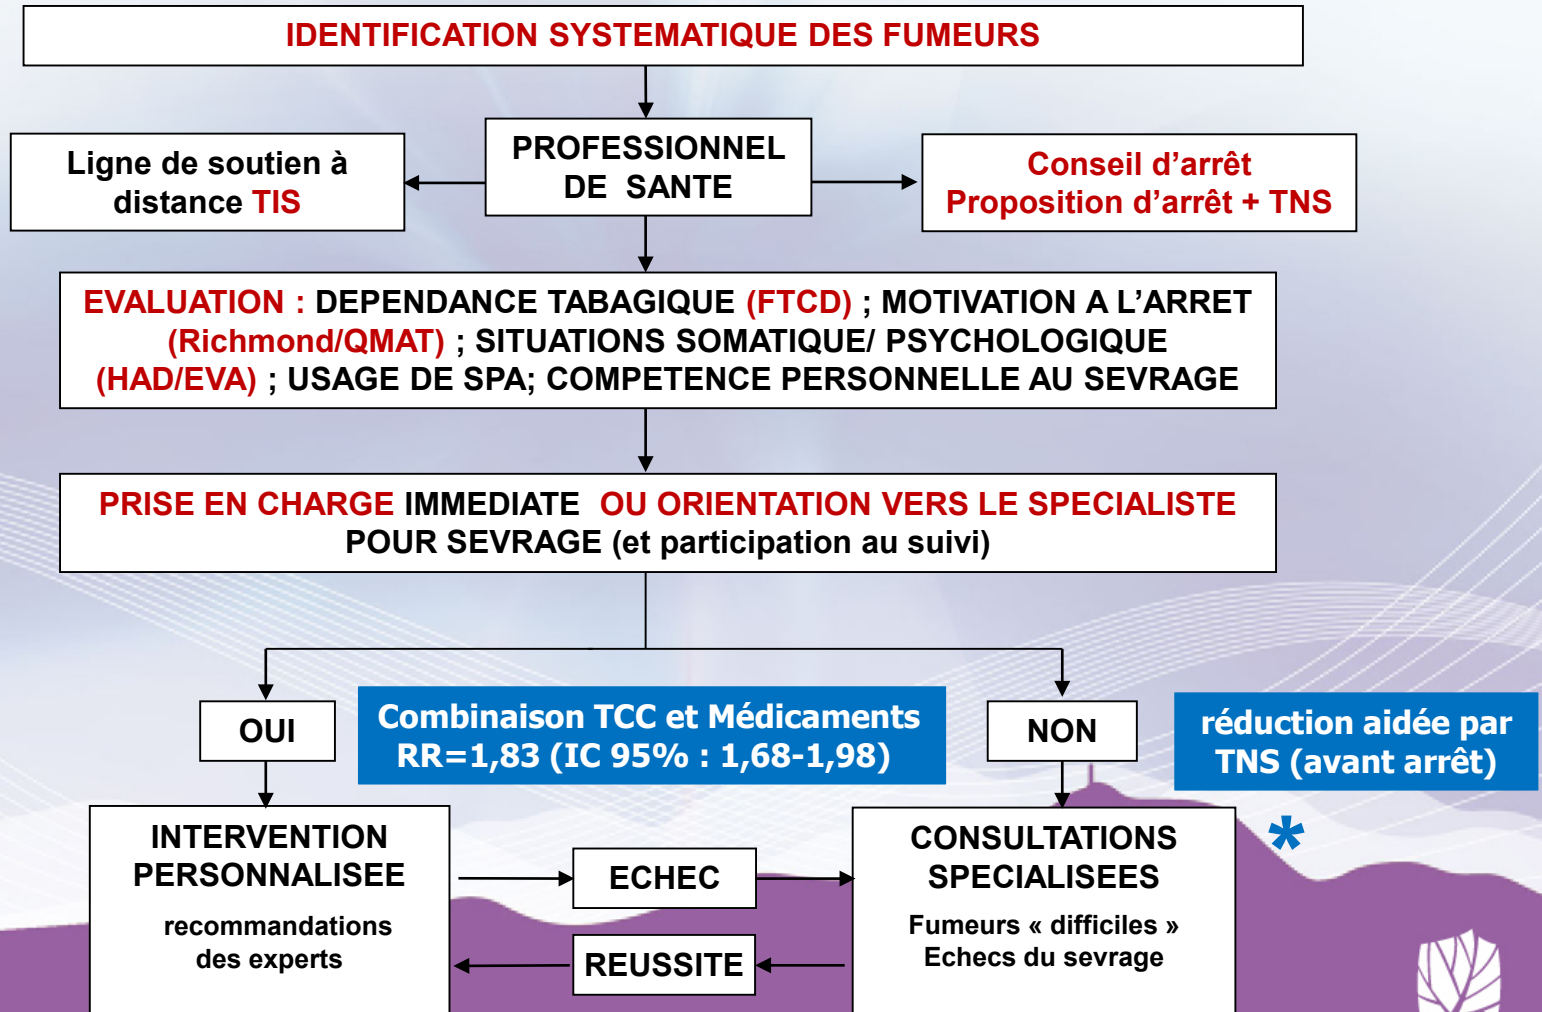 IDENTIFICATION SYSTEMATIQUE DES FUMEURS
Ligne de soutien à
distance TIS
PROFESSIONNEL
DE SANTE
Conseil d’arrêt
Proposition d’arrêt + TNS
EVALUATION : DEPENDANCE TABAGIQUE (FTCD) ; MOTIVATION A L’ARRET
(Richmond/QMAT) ; SITUATIONS SOMATIQUE/ PSYCHOLOGIQUE
(HAD/EVA) ; USAGE DE SPA; COMPETENCE PERSONNELLE AU SEVRAGE
PRISE EN CHARGE IMMEDIATE OU ORIENTATION VERS LE SPECIALISTE
POUR SEVRAGE (et participation au suivi)
OUI
Combinaison TCC et Médicaments
RR=1,83 (IC 95% : 1,68-1,98)
NON
réduction aidée par
TNS (avant arrêt)
*
INTERVENTION
PERSONNALISEE
recommandations
des experts
ECHEC
REUSSITE
CONSULTATIONS
SPECIALISEES
Fumeurs « difficiles »
Echecs du sevrage